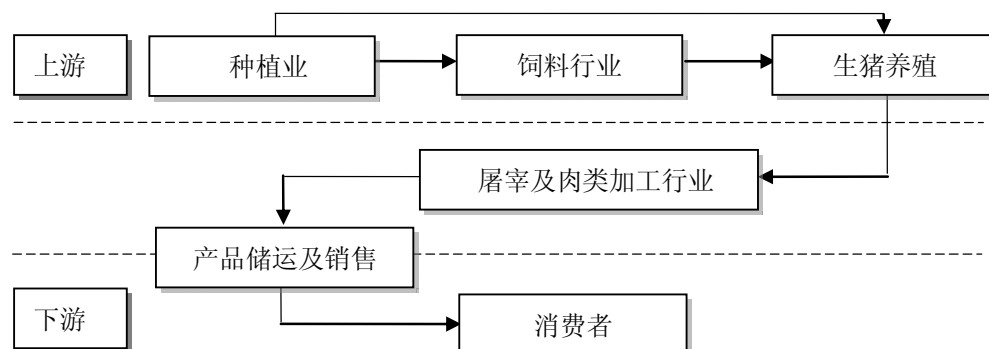 上游
种植业
饲料行业
生猪养殖
屠宰及肉类加工行业
产品储运及销售
下游
消费者